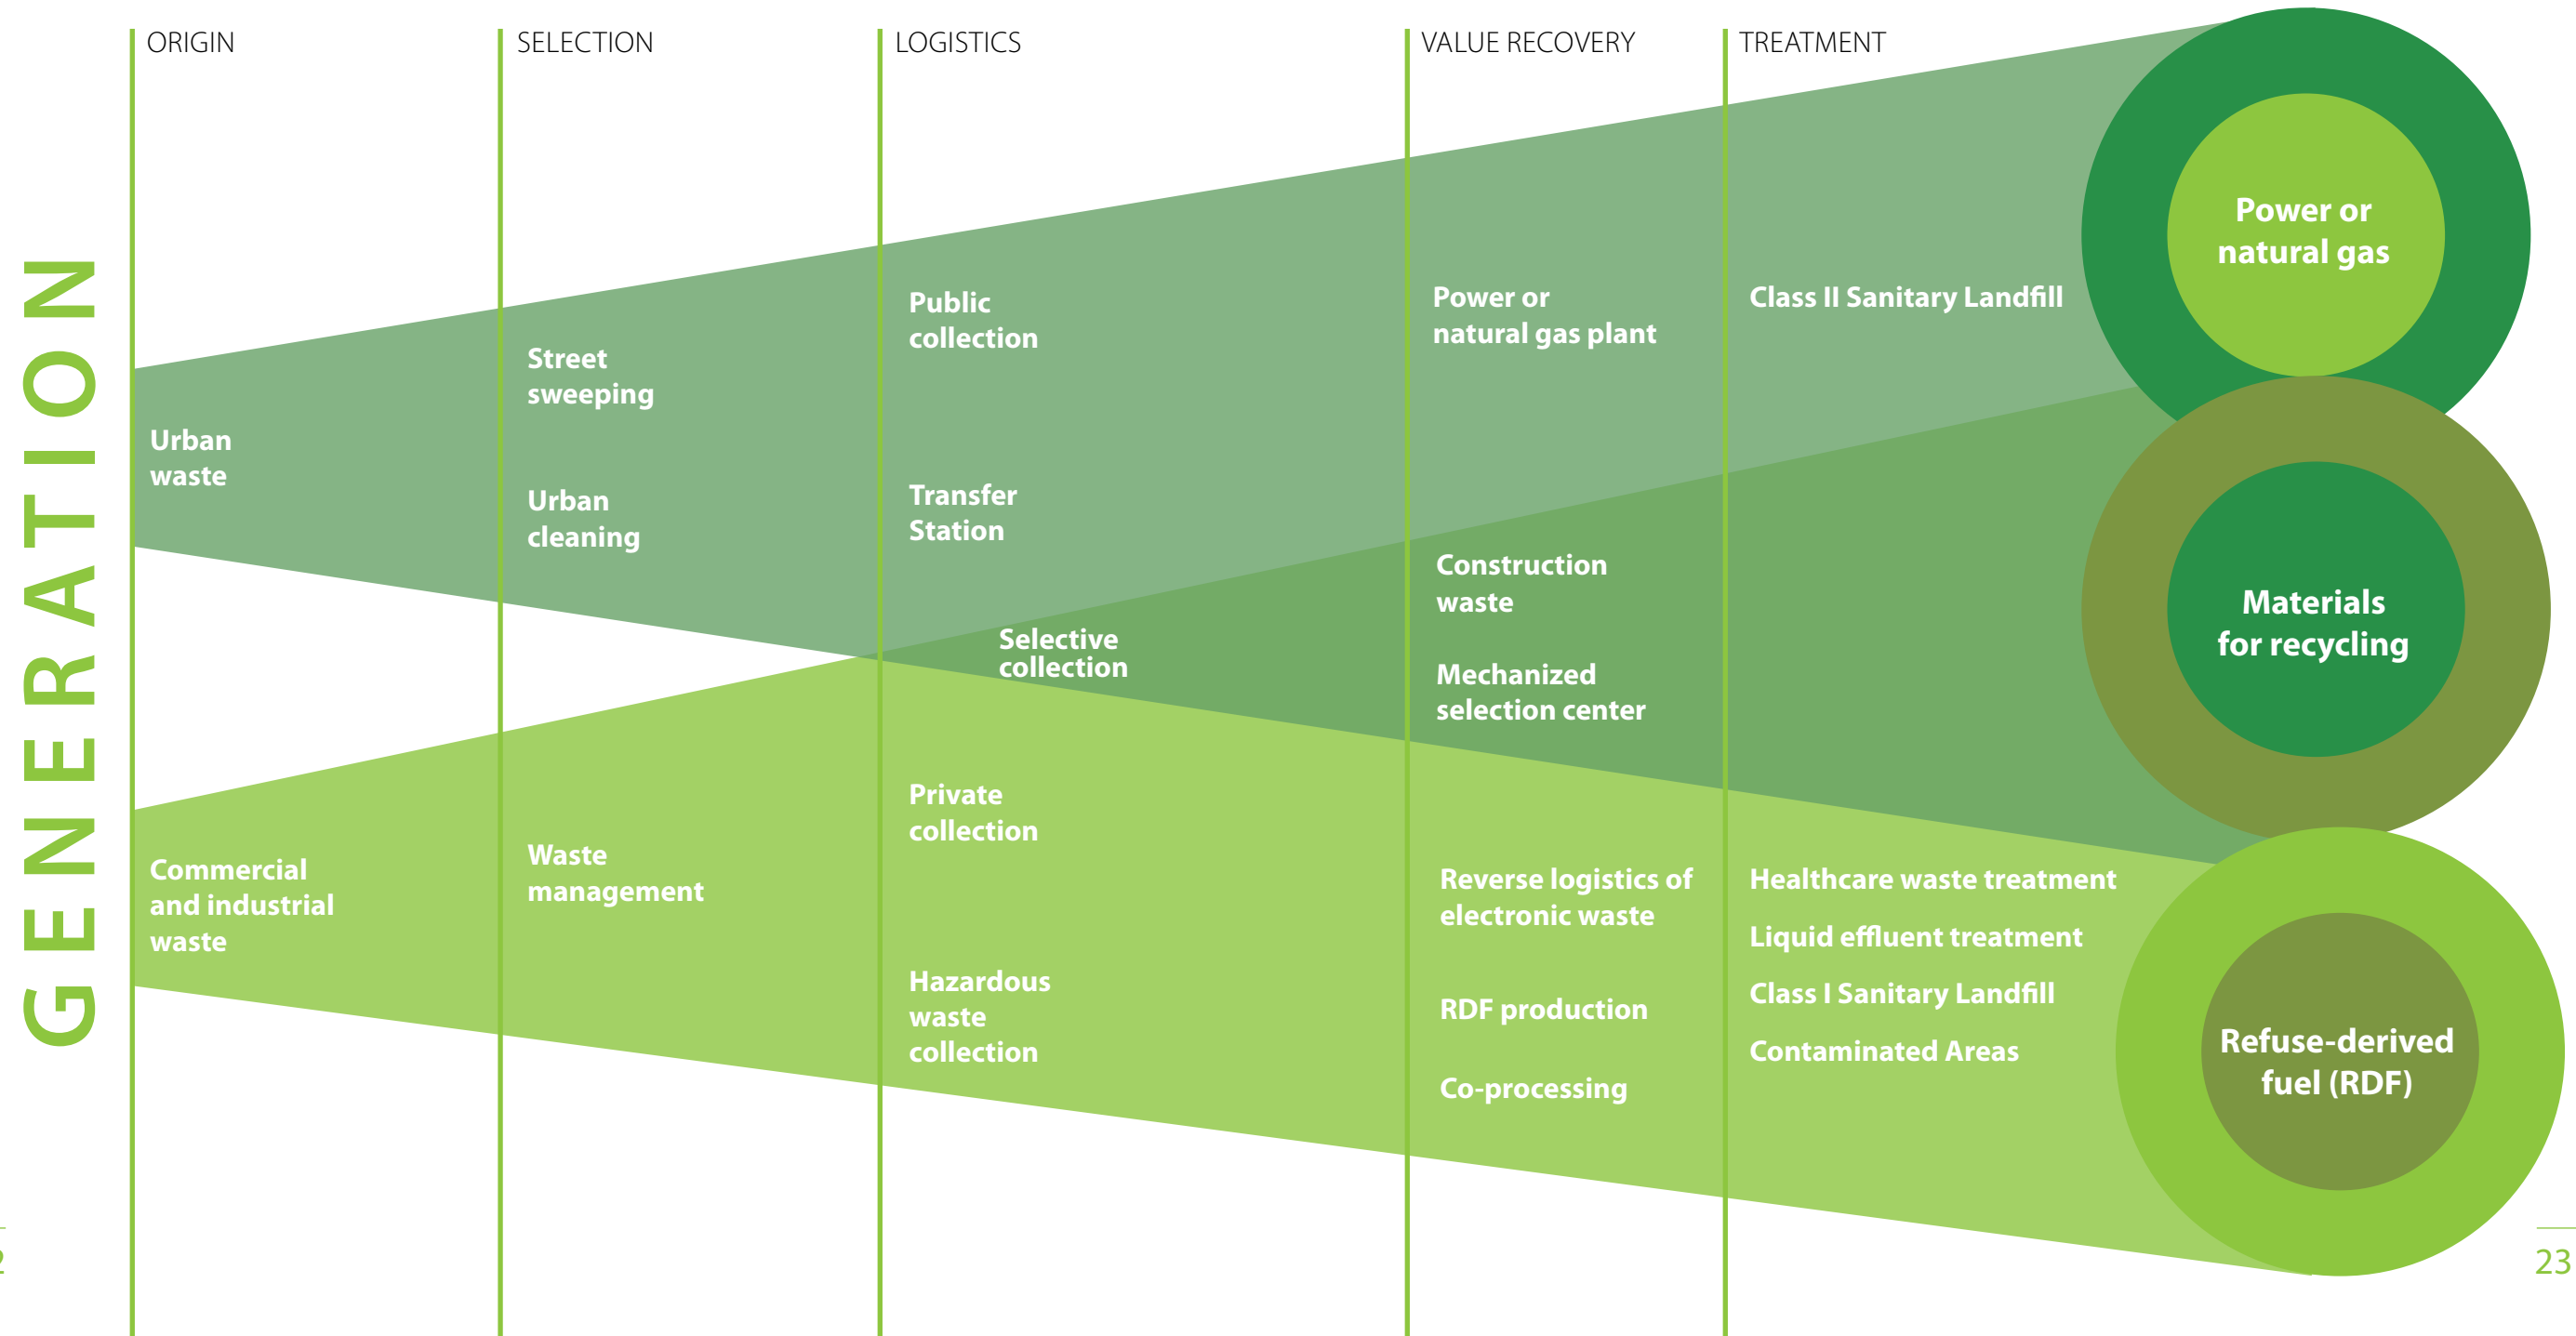 GENERATION
ORIGIN
Urban
waste
Commercial
and industrial
waste
SELECTION
Street
sweeping
Urban
cleaning
Waste
management
LOGISTICS
Public
collection
Transfer
Station
Selective
collection
Private
collection
Hazardous
waste
collection
VALUE RECOVERY
Power or
natural gas plant
Construction
waste
Mechanized
selection center
Reverse logistics of
electronic waste
RDF production
Co-processing
TREATMENT
Class II Sanitary Landfill
Healthcare waste treatment
Liquid effluent treatment
Class I Sanitary Landfill
Contaminated Areas
Power or
natural gas
Materials
for recycling
Refuse-derived
fuel (RDF)
23